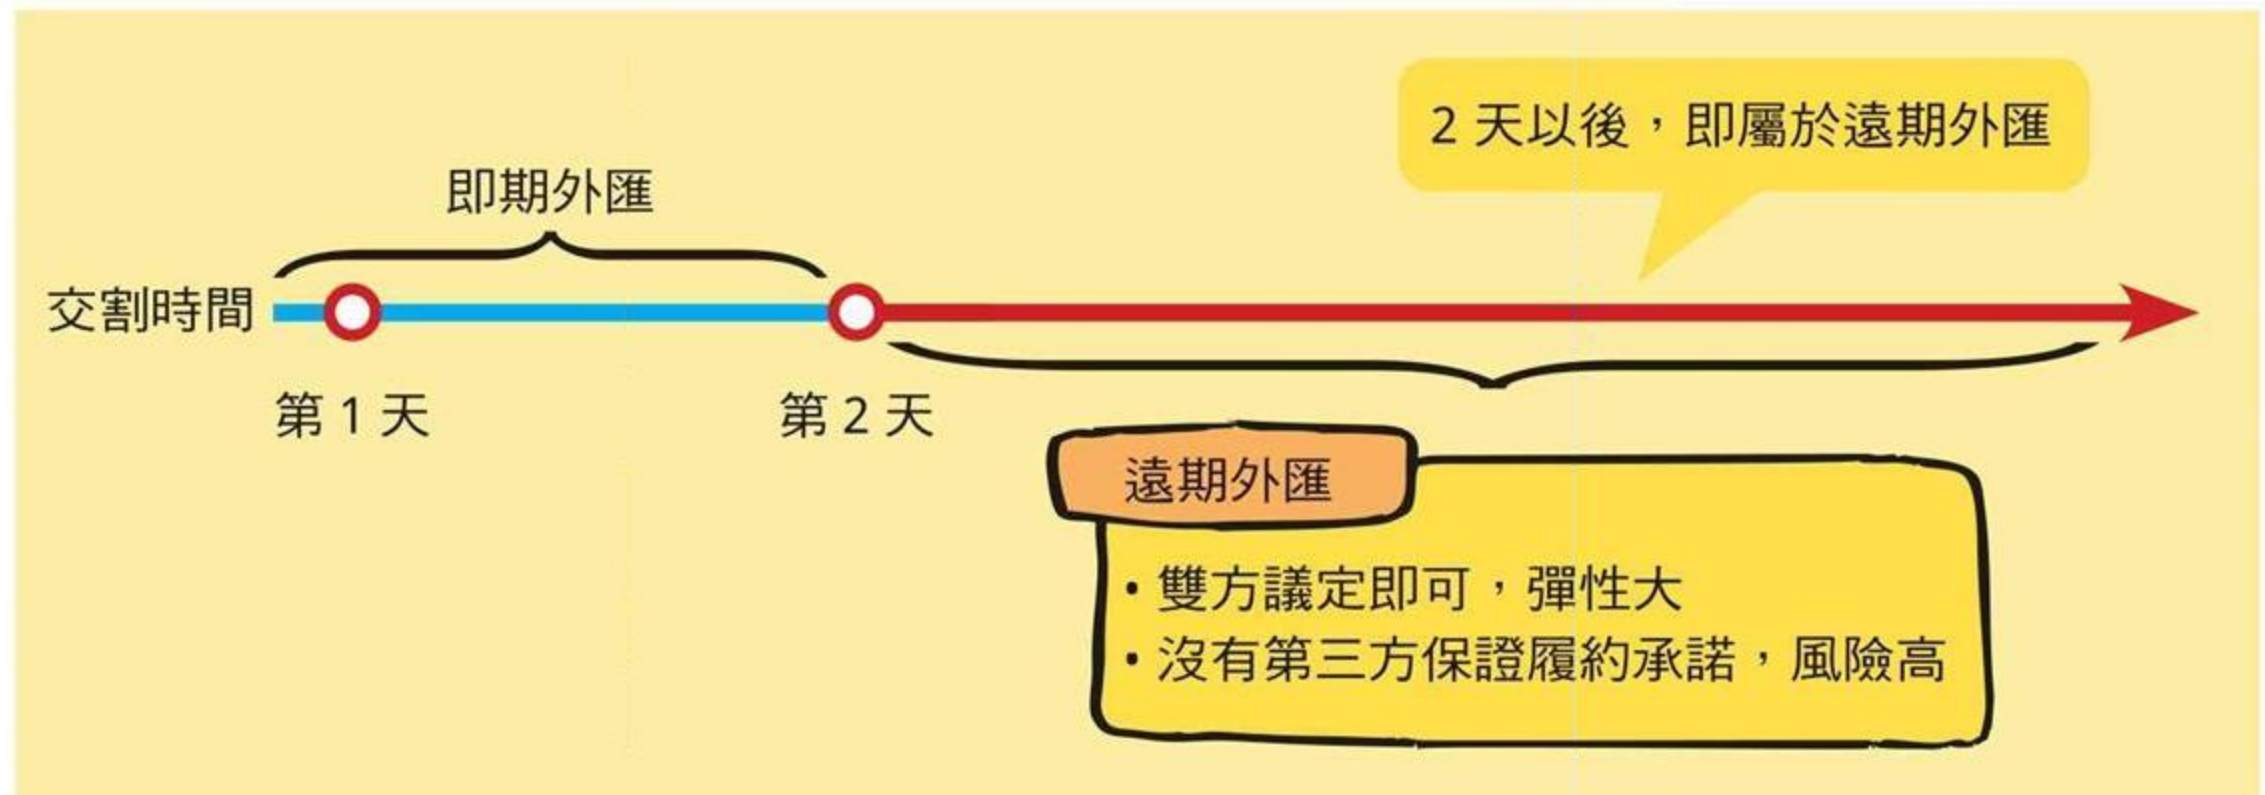 2 天以後，即屬於遠期外匯
即期外匯
交割時間
第 1 天
第 2 天
遠期外匯
• 雙方議定即可，彈性大
• 沒有第三方保證履約承諾，風險高